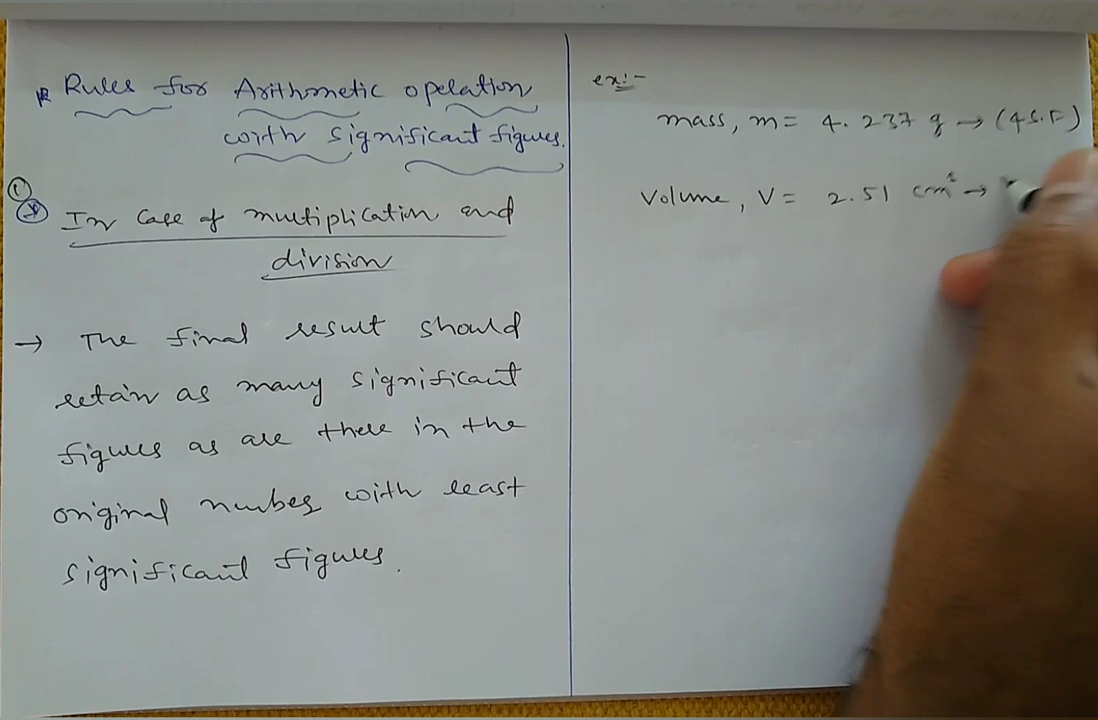 * Rules for Arithmetic operation
with significant figures.
①
* In Case of multiplication and
division
→ The final result should
retain as many significant
figures as are there in the
original number with least
significant figures.
ex:-
mass, m = 4.237 g → (4 S.F)
Volume, V = 2.51 cm³ →